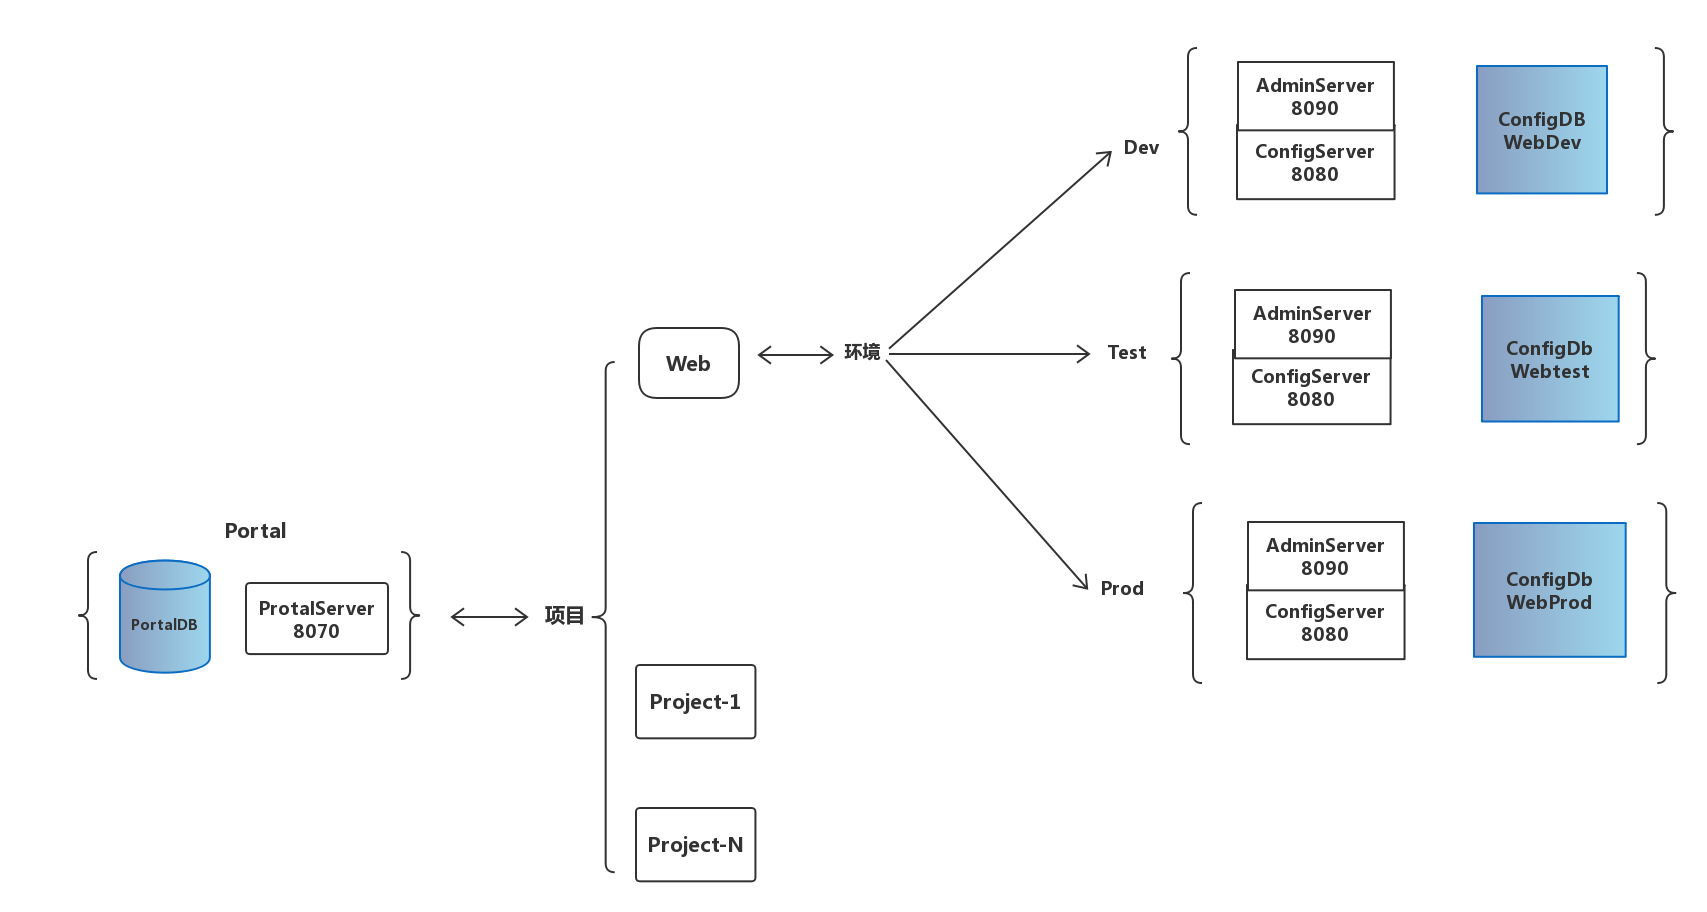 Portal
PortalDB
ProtalServer
8070
项目
Web
Project-1
Project-N
环境
Dev
AdminServer
8090
ConfigServer
8080
ConfigDB
WebDev
Test
AdminServer
8090
ConfigServer
8080
ConfigDb
Webtest
Prod
AdminServer
8090
ConfigServer
8080
ConfigDb
WebProd